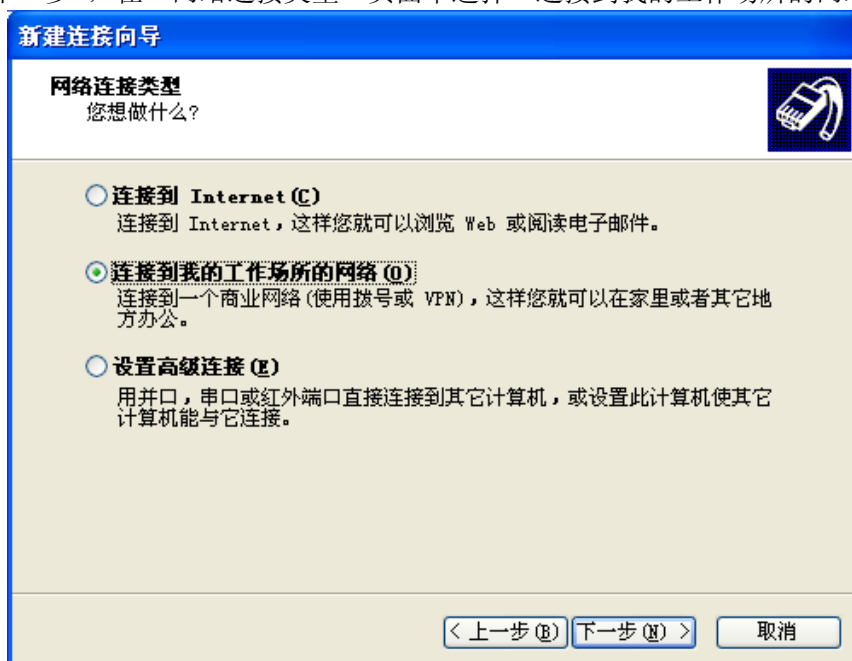 新建连接向导
网络连接类型
您想做什么?
连接到 Internet(C)
连接到 Internet，这样您就可以浏览 Web 或阅读电子邮件。
连接到我的工作场所的网络(O)
连接到一个商业网络(使用拨号或 VPN)，这样您就可以在家里或者其它地
方办公。
设置高级连接(E)
用并口，串口或红外端口直接连接到其它计算机，或设置此计算机使其它
计算机能与它连接。
< 上一步(B)
下一步(N) >
取消